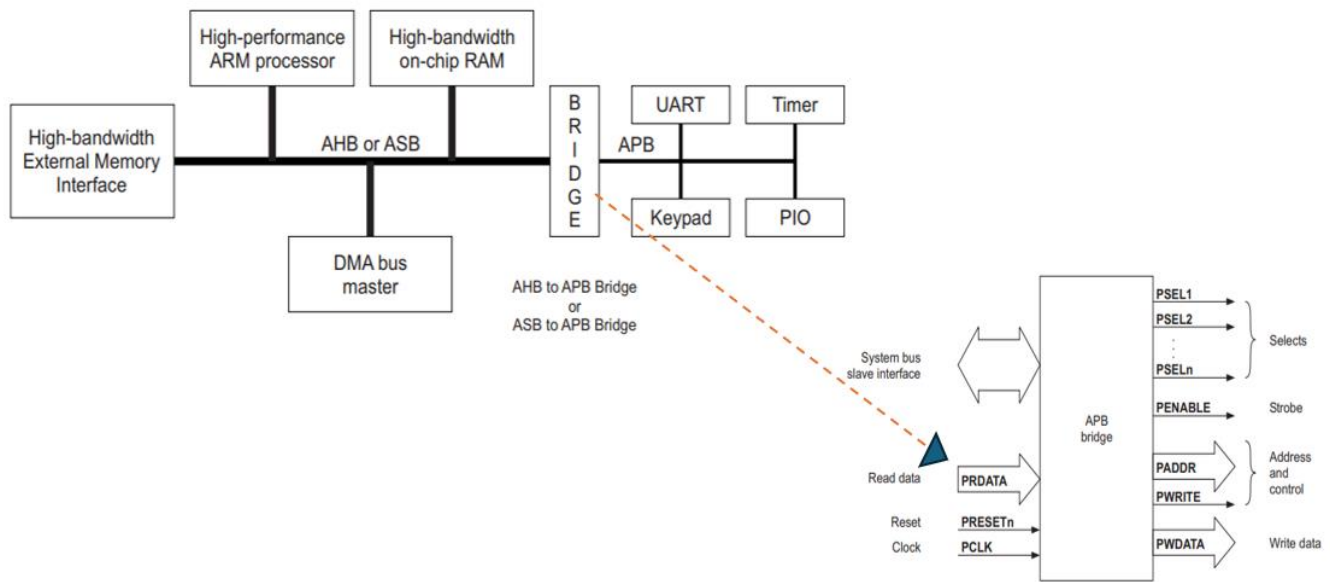 High-performance
ARM processor
High-bandwidth
on-chip RAM
High-bandwidth
External Memory
Interface
AHB or ASB
B
R
I
D
G
E
APB
UART
Timer
Keypad
PIO
DMA bus
master
AHB to APB Bridge
or
ASB to APB Bridge
System bus
slave interface
Read data
PRDATA
Reset
PRESETn
Clock
PCLK
APB
bridge
PSEL1
PSEL2
PSELn
Selects
PENABLE
Strobe
PADDR
PWRITE
Address
and
control
PWDATA
Write data